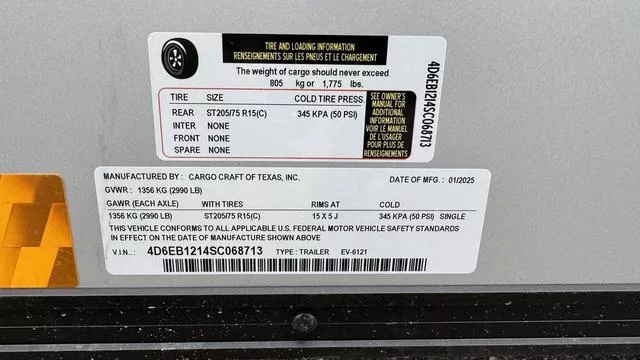 TIRE AND LOADING INFORMATION
RENSEIGNEMENTS SUR LES PNEUS ET LE CHARGEMENT
The weight of cargo should never exceed
805 kg or 1,775 lbs.
TIRE SIZE COLD TIRE PRESS.
REAR ST205/75 R15(C) 345 KPA (50 PSI)
INTER NONE
FRONT NONE
SPARE NONE
SEE OWNER'S
MANUAL FOR
ADDITIONAL
INFORMATION
VOIR LE MANUEL
DE L'USAGER
POUR PLUS DE
RENSEIGNEMENTS
4D6EB1214SC068713
MANUFACTURED BY : CARGO CRAFT OF TEXAS, INC. DATE OF MFG. : 01/2025
GVWR : 1356 KG (2990 LB)
GAWR (EACH AXLE) WITH TIRES RIMS AT COLD
1356 KG (2990 LB) ST205/75 R15(C) 15 X 5 J 345 KPA (50 PSI) SINGLE
THIS VEHICLE CONFORMS TO ALL APPLICABLE U.S. FEDERAL MOTOR VEHICLE SAFETY STANDARDS
IN EFFECT ON THE DATE OF MANUFACTURE SHOWN ABOVE
V.I.N. : 4D6EB1214SC068713 TYPE : TRAILER EV-6121